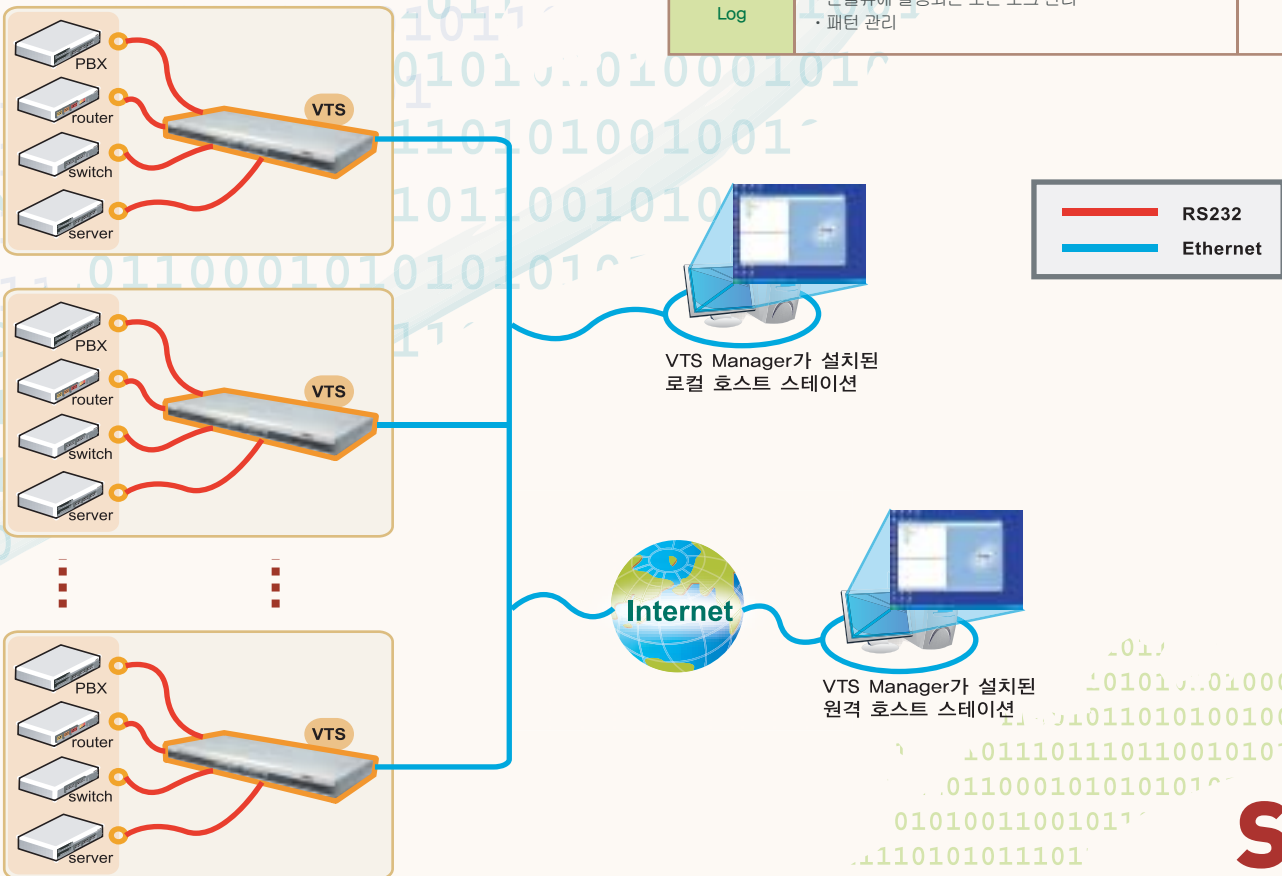 Log
· 패턴 관리
PBX
router
switch
server
VTS
RS232
Ethernet
VTS Manager가 설치된
로컬 호스트 스테이션
PBX
router
switch
server
VTS
Internet
VTS Manager가 설치된
원격 호스트 스테이션
PBX
router
switch
server
VTS
S